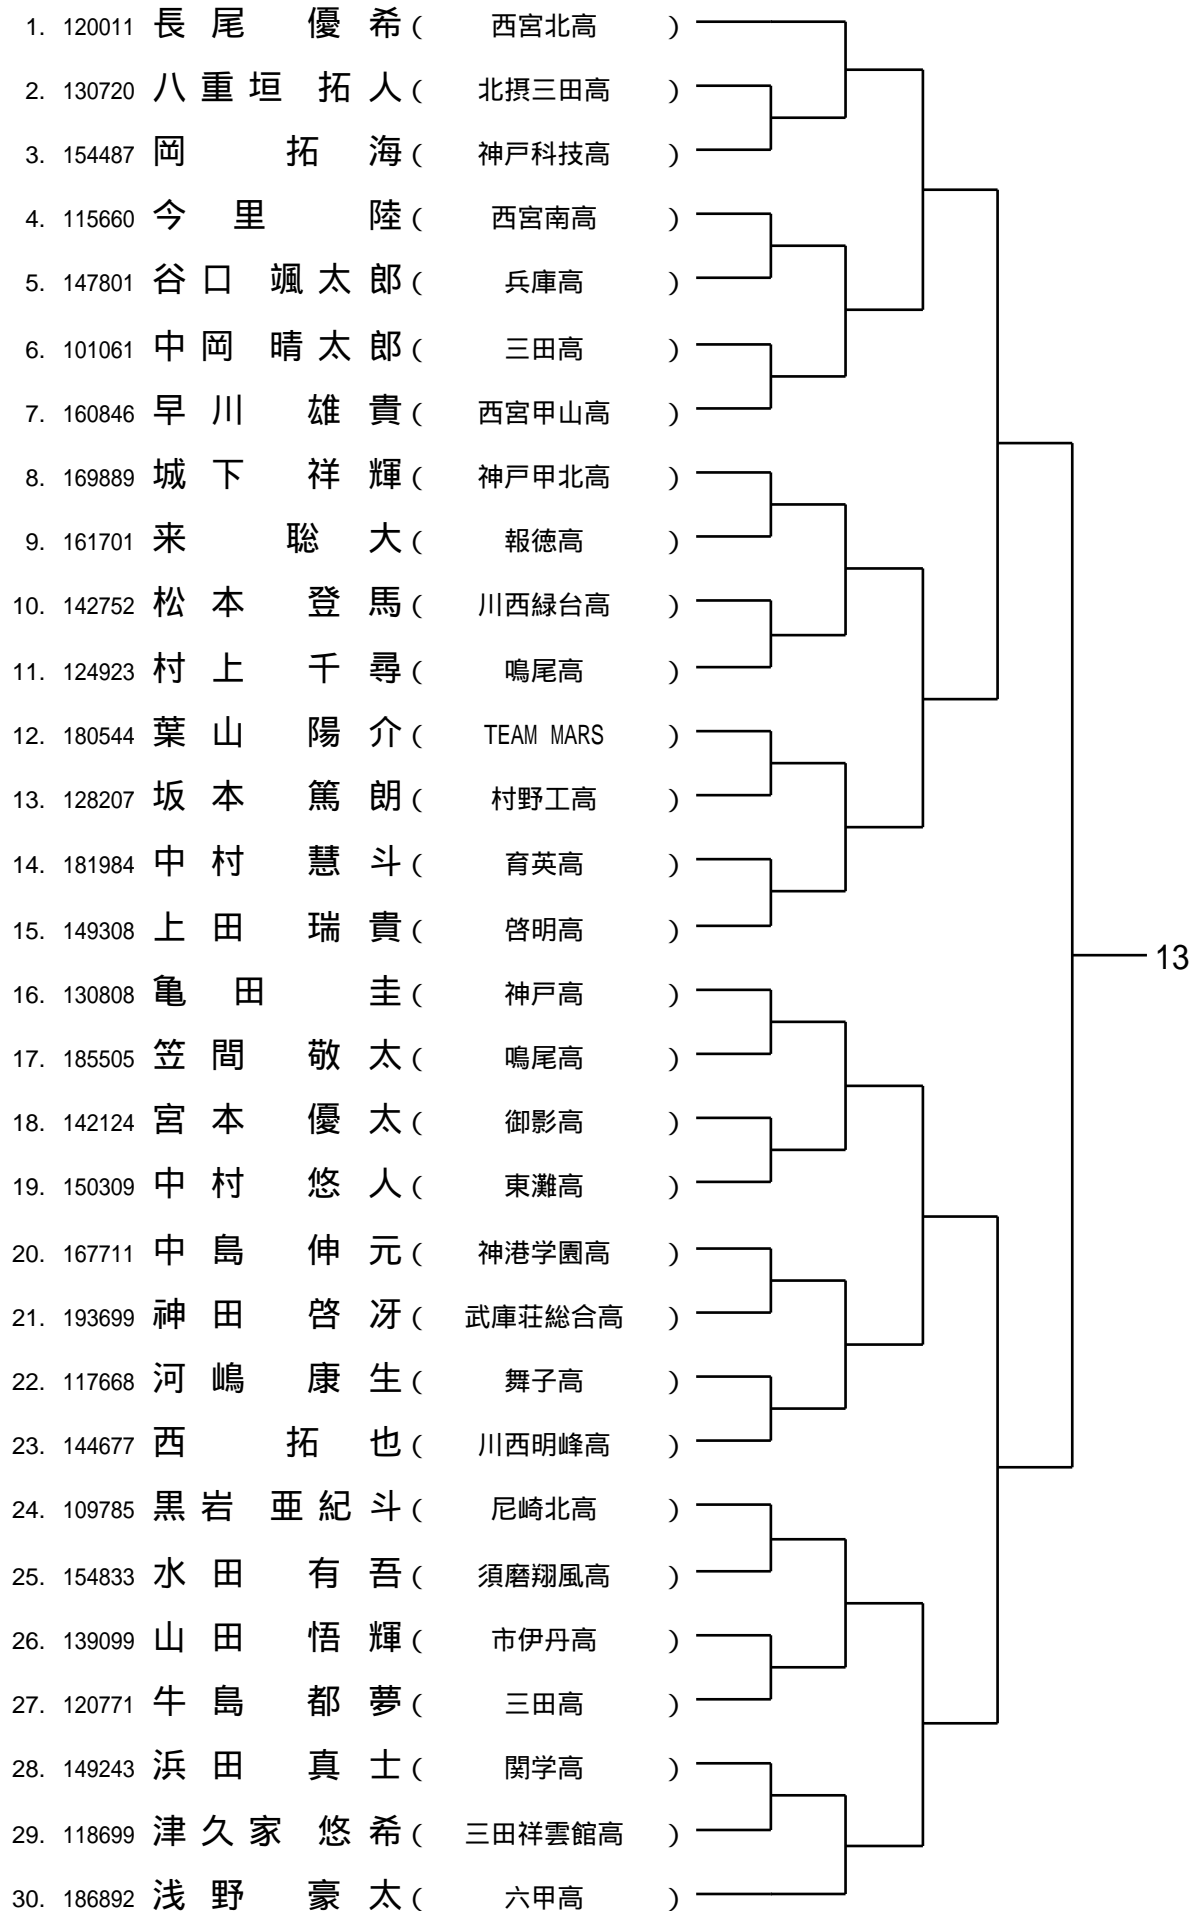 1. 120011 長尾 優希 ( 西宮北高 )
2. 130720 八重垣 拓人 ( 北摂三田高 )
3. 154487 岡 拓海 ( 神戸科技高 )
4. 115660 今里 陸 ( 西宮南高 )
5. 147801 谷口 颯太郎 ( 兵庫高 )
6. 101061 中岡 晴太郎 ( 三田高 )
7. 160846 早川 雄貴 ( 西宮甲山高 )
8. 169889 城下 祥輝 ( 神戸甲北高 )
9. 161701 来 聡大 ( 報徳高 )
10. 142752 松本 登馬 ( 川西緑台高 )
11. 124923 村上 千尋 ( 鳴尾高 )
12. 180544 葉山 陽介 ( TEAM MARS )
13. 128207 坂本 篤朗 ( 村野工高 )
14. 181984 中村 慧斗 ( 育英高 )
15. 149308 上田 瑞貴 ( 啓明高 )
13
16. 130808 亀田 圭 ( 神戸高 )
17. 185505 笠間 敬太 ( 鳴尾高 )
18. 142124 宮本 優太 ( 御影高 )
19. 150309 中村 悠人 ( 東灘高 )
20. 167711 中島 伸元 ( 神港学園高 )
21. 193699 神田 啓冴 ( 武庫荘総合高 )
22. 117668 河嶋 康生 ( 舞子高 )
23. 144677 西 拓也 ( 川西明峰高 )
24. 109785 黒岩 亜紀斗 ( 尼崎北高 )
25. 154833 水田 有吾 ( 須磨翔風高 )
26. 139099 山田 悟輝 ( 市伊丹高 )
27. 120771 牛島 都夢 ( 三田高 )
28. 149243 浜田 真士 ( 関学高 )
29. 118699 津久家 悠希 ( 三田祥雲館高 )
30. 186892 浅野 豪太 ( 六甲高 )